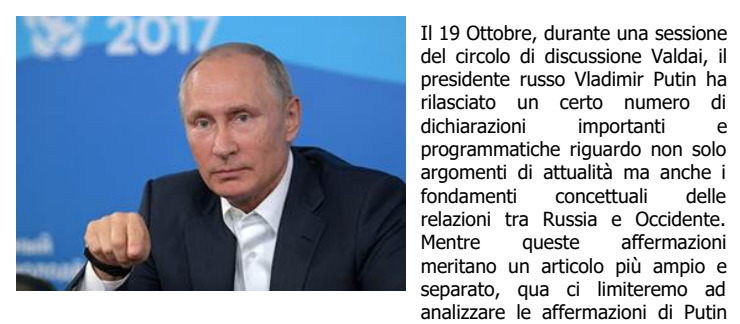 2017
Il 19 Ottobre, durante una sessione
del circolo di discussione Valdai, il
presidente russo Vladimir Putin ha
rilasciato un certo numero di
dichiarazioni importanti e
programmatiche riguardo non solo
argomenti di attualità ma anche i
fondamenti concettuali delle
relazioni tra Russia e Occidente.
Mentre queste affermazioni
meritano un articolo più ampio e
separato, qua ci limiteremo ad
analizzare le affermazioni di Putin